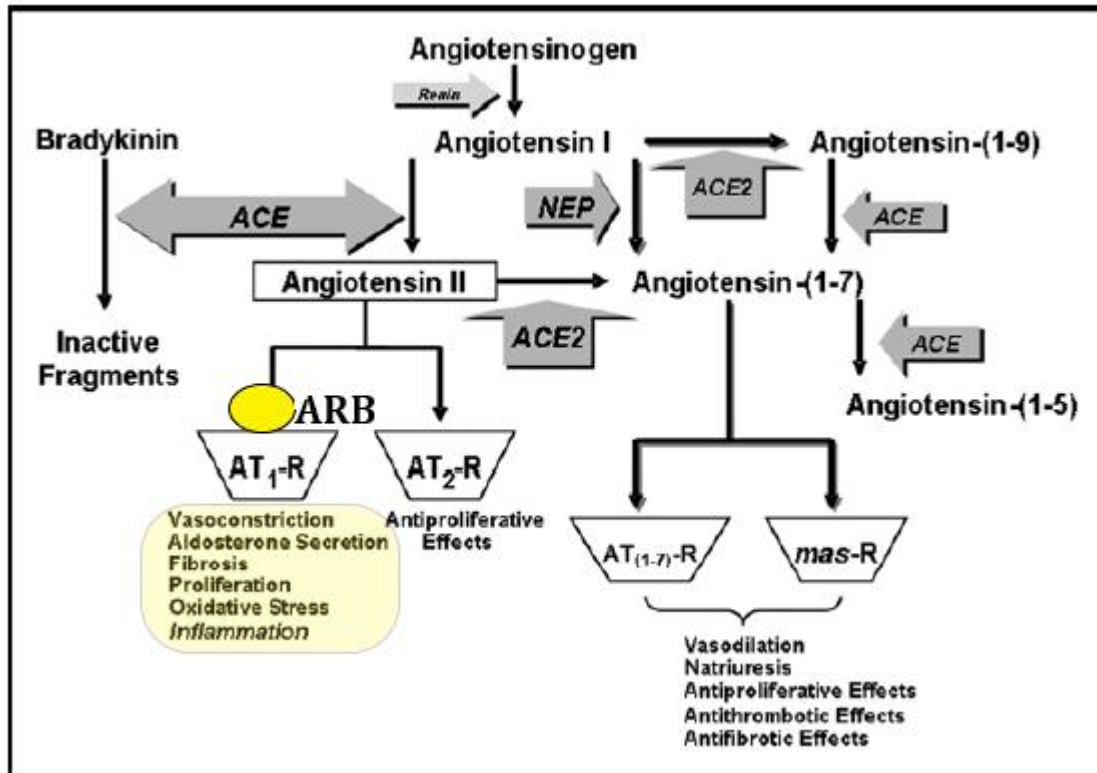 Angiotensinogen
Renin
Bradykinin
Angiotensin I
Angiotensin-(1-9)
ACE2
ACE
NEP
ACE
Angiotensin II
Angiotensin-(1-7)
ACE2
ACE
Inactive
Fragments
Angiotensin-(1-5)
ARB
AT1-R
AT2-R
Vasoconstriction
Aldosterone Secretion
Fibrosis
Proliferation
Oxidative Stress
Inflammation
Antiproliferative
Effects
AT(1-7)-R
mas-R
Vasodilation
Natriuresis
Antiproliferative Effects
Antithrombotic Effects
Antifibrotic Effects